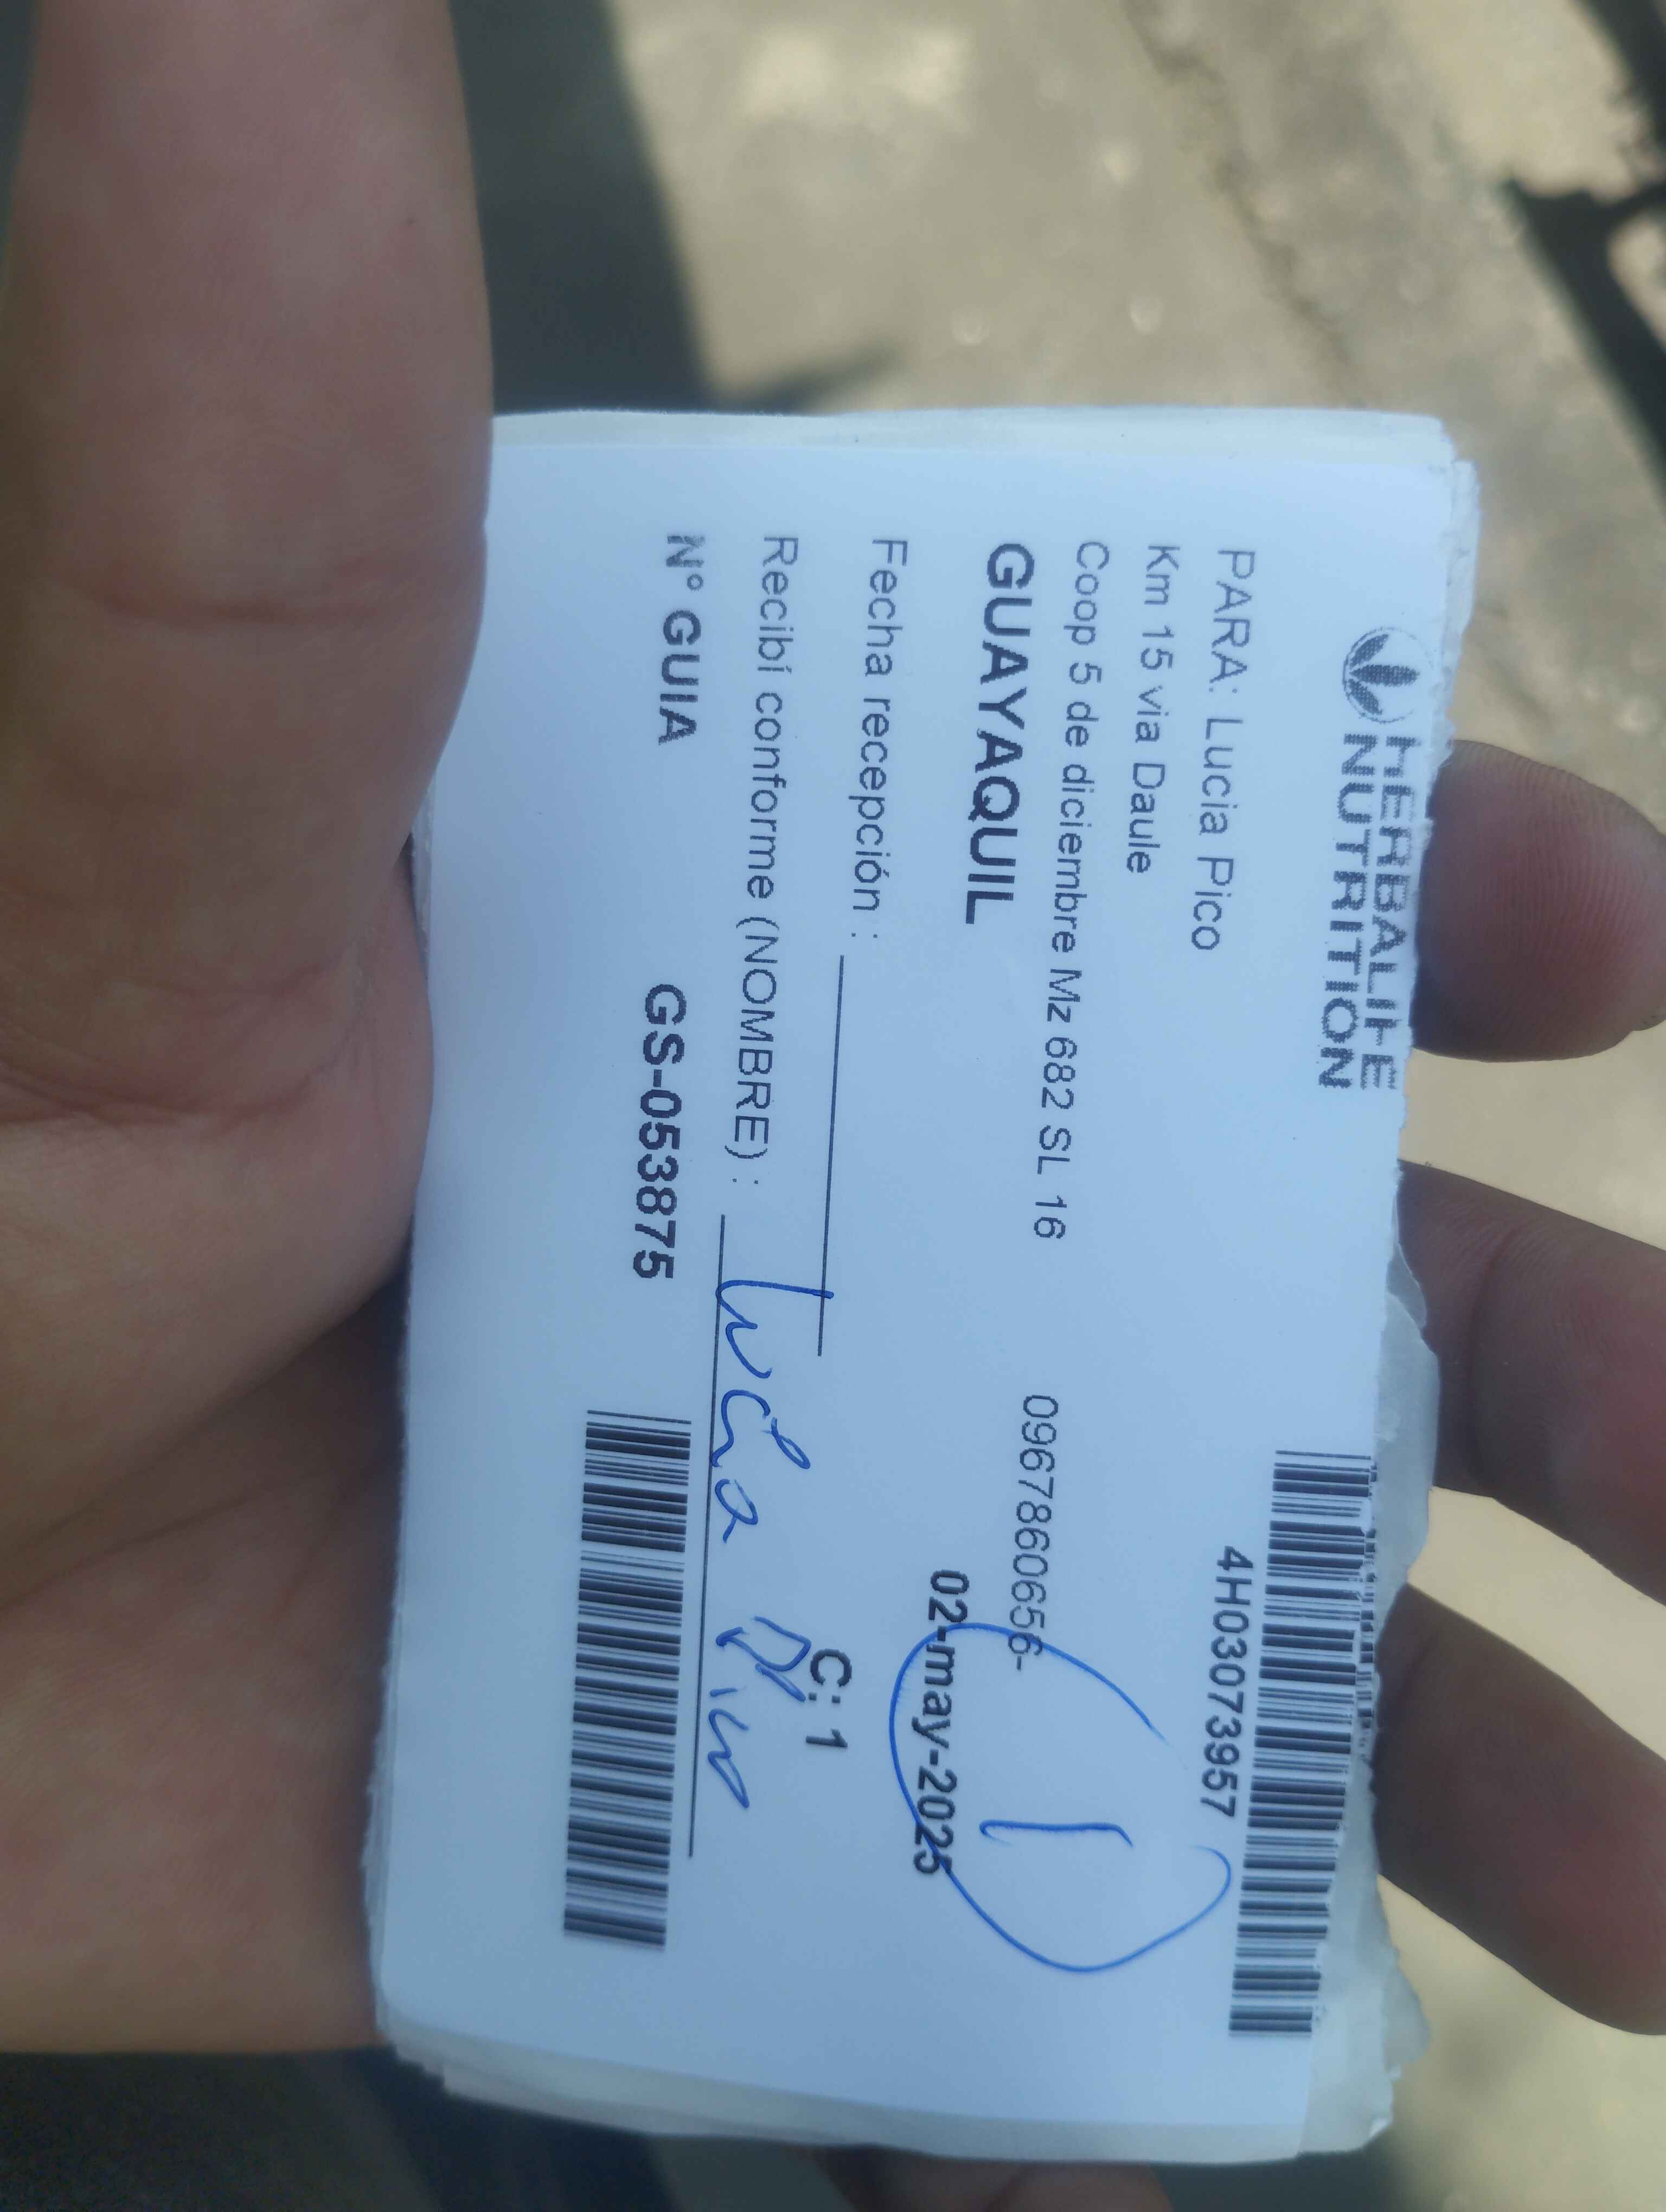 HERBALIFE
NUTRITION
4H03073957
PARA: Lucia Pico
Km 15 via Daule
Coop 5 de diciembre Mz 682 SL 16 0967860656-
1
GUAYAQUIL 02-may-2025
Fecha recepción :
C: 1
Recibí conforme (NOMBRE) : Lucia Pico
N° GUIA GS-053875